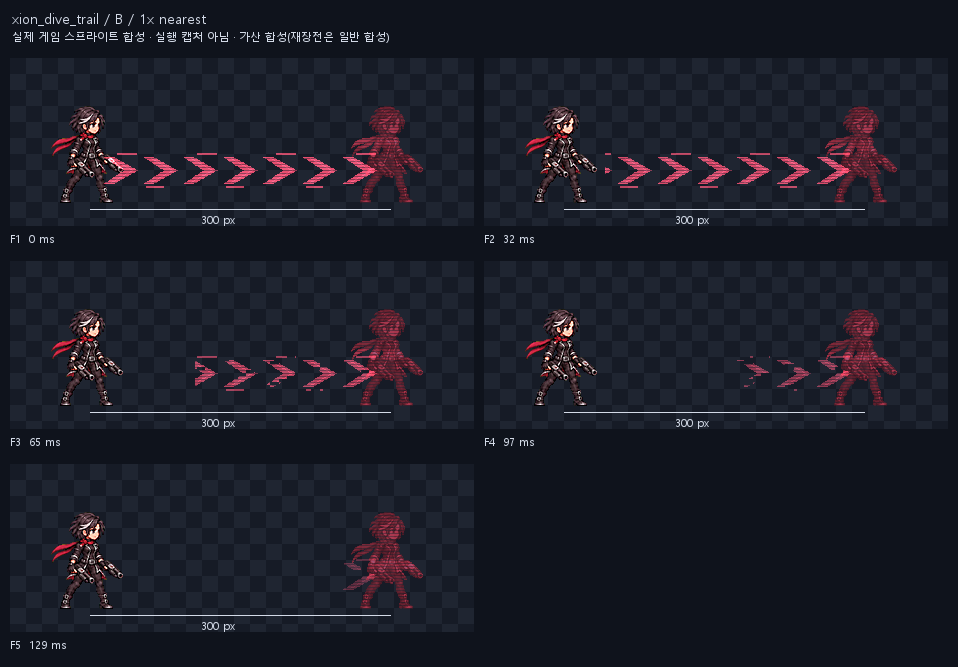 xion_dive_trail / B / 1x nearest
실제 게임 스프라이트 합성 · 실행 캡처 아님 · 가산 합성(재장전은 일반 합성)
300 px
300 px
F1 0 ms
F2 32 ms
300 px
300 px
F3 65 ms
F4 97 ms
300 px
F5 129 ms